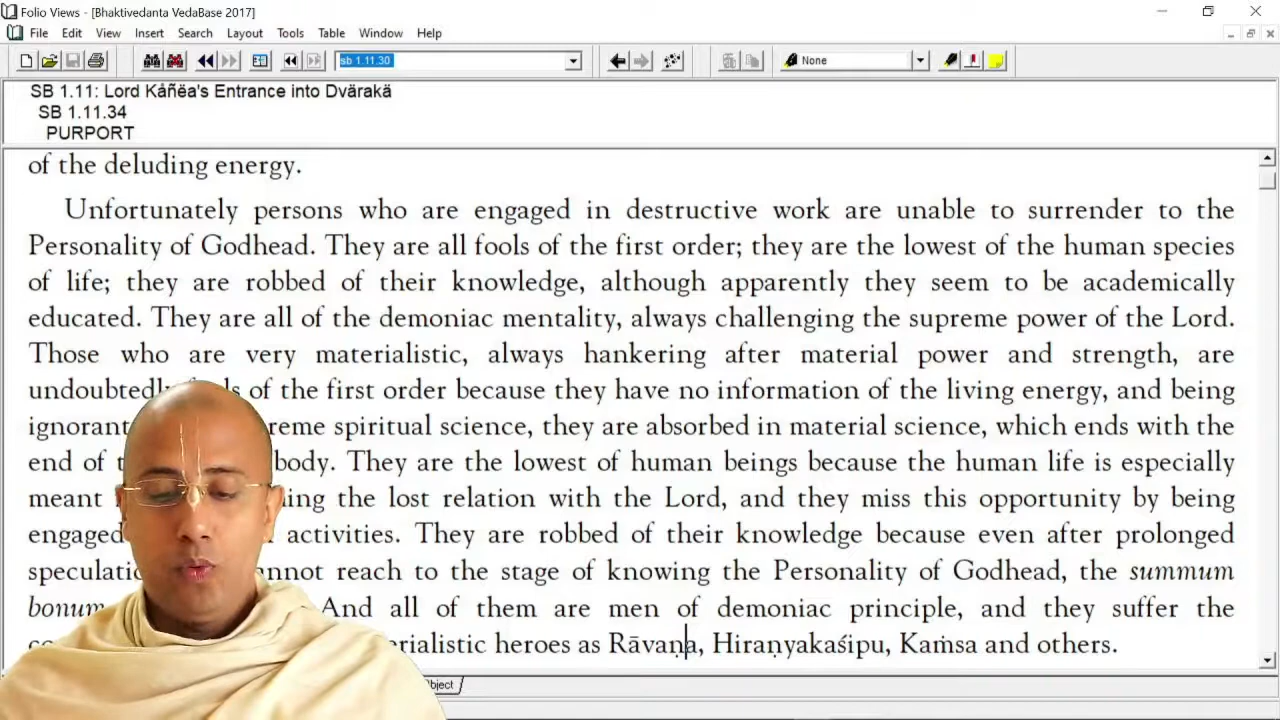 Folio Views - [Bhaktivedanta VedaBase 2017]
File Edit View Insert Search Layout Tools Table Window Help
sb 1.11.30 None
SB 1.11: Lord Kåñëa's Entrance into Dvärakä
SB 1.11.34
PURPORT
of the deluding energy.
Unfortunately persons who are engaged in destructive work are unable to surrender to the
Personality of Godhead. They are all fools of the first order; they are the lowest of the human species
of life; they are robbed of their knowledge, although apparently they seem to be academically
educated. They are all of the demoniac mentality, always challenging the supreme power of the Lord.
Those who are very materialistic, always hankering after material power and strength, are
undoubtedly of the first order because they have no information of the living energy, and being
ignorant spiritual science, they are absorbed in material science, which ends with the
end of body. They are the lowest of human beings because the human life is especially
meant the lost relation with the Lord, and they miss this opportunity by being
engaged activities. They are robbed of their knowledge because even after prolonged
cannot reach to the stage of knowing the Personality of Godhead, the summum
bonum And all of them are men of demoniac principle, and they suffer the
heroes as Rāvaṇa, Hiraṇyakaśipu, Kaṁsa and others.